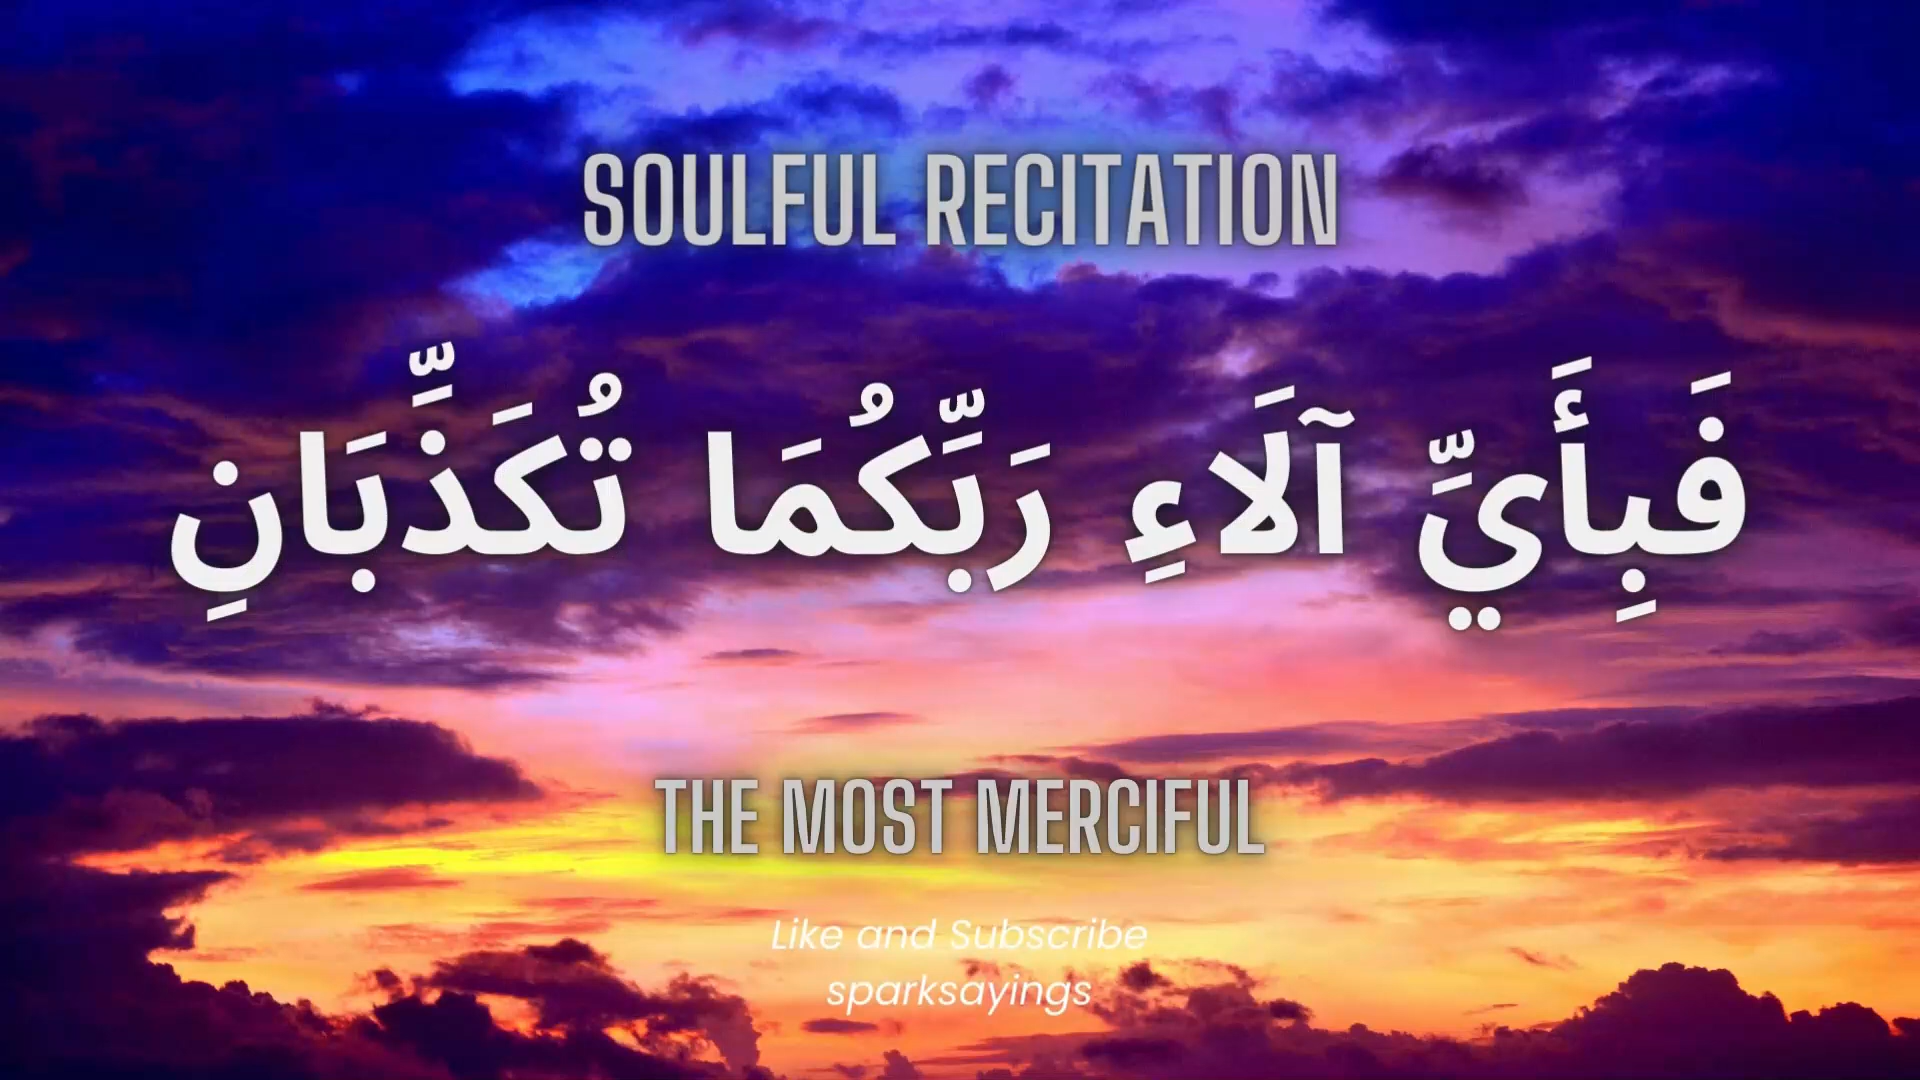 SOULFUL RECITATION
فَبِأَيِّ آلَاءِ رَبِّكُمَا تُكَذِّبَانِ
THE MOST MERCIFUL
Like and Subscribe
sparksayings